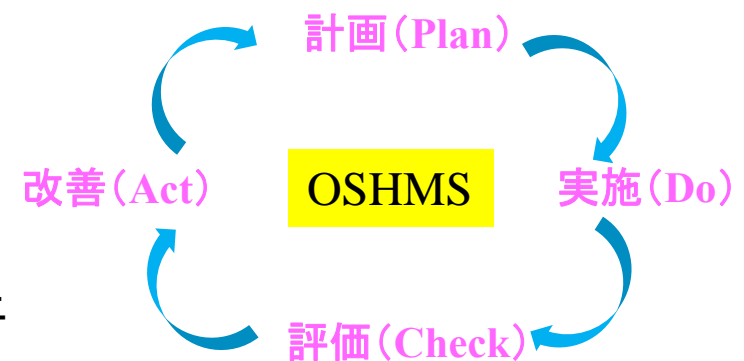 計画（Plan）
改善（Act）
OSHMS
実施（Do）
評価（Check）